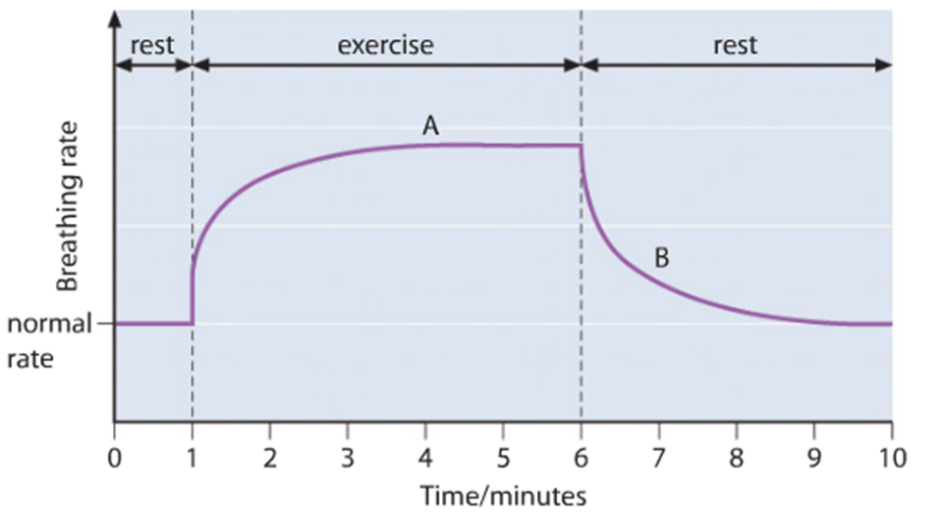 rest
exercise
rest
A
B
Breathing rate
normal
rate
0 1 2 3 4 5 6 7 8 9 10
Time/minutes